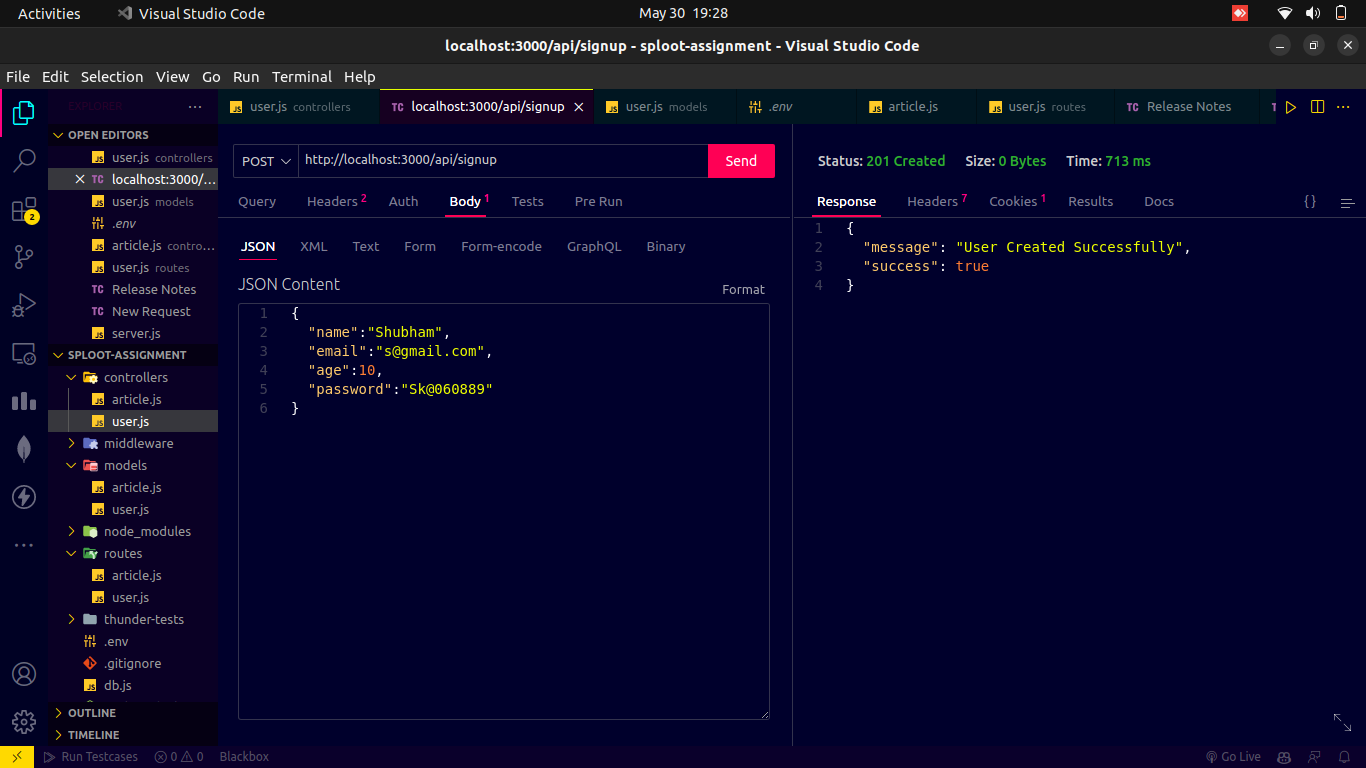 Activities Visual Studio Code May 30 19:28
localhost:3000/api/signup - sploot-assignment - Visual Studio Code
File Edit Selection View Go Run Terminal Help
EXPLORER
OPEN EDITORS
user.js controllers
localhost:3000/...
user.js models
.env
article.js contro...
user.js routes
Release Notes
New Request
server.js
SPLOOT-ASSIGNMENT
controllers
article.js
user.js
middleware
models
article.js
user.js
node_modules
routes
article.js
user.js
thunder-tests
.env
.gitignore
db.js
OUTLINE
TIMELINE
2
user.js controllers TC localhost:3000/api/signup user.js models .env article.js user.js routes TC Release Notes
POST http://localhost:3000/api/signup Send
Query Headers 2 Auth Body 1 Tests Pre Run
JSON XML Text Form Form-encode GraphQL Binary
JSON Content Format
1 {
2 "name":"Shubham",
3 "email":"s@gmail.com",
4 "age":10,
5 "password":"Sk@060889"
6 }
Status: 201 Created Size: 0 Bytes Time: 713 ms
Response Headers 7 Cookies 1 Results Docs {}
1 {
2 "message": "User Created Successfully",
3 "success": true
4 }
Run Testcases 0 0 Blackbox Go Live